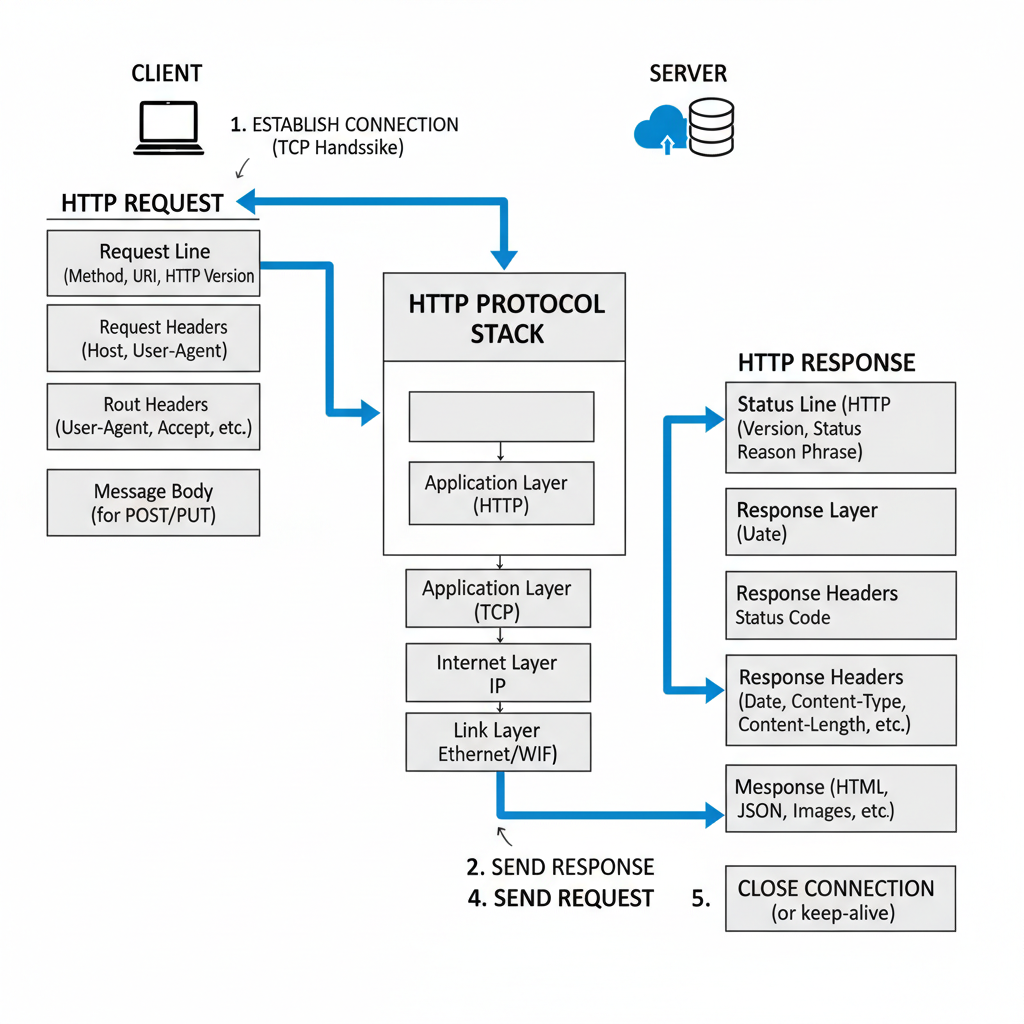 CLIENT
SERVER
1. ESTABLISH CONNECTION
(TCP Handssike)
HTTP REQUEST
Request Line
(Method, URI, HTTP Version
Request Headers
(Host, User-Agent)
Rout Headers
(User-Agent, Accept, etc.)
Message Body
(for POST/PUT)
HTTP PROTOCOL
STACK
Application Layer
(HTTP)
Application Layer
(TCP)
Internet Layer
IP
Link Layer
Ethernet/WIF)
HTTP RESPONSE
Status Line (HTTP
(Version, Status
Reason Phrase)
Response Layer
(Uate)
Response Headers
Status Code
Response Headers
(Date, Content-Type,
Content-Length, etc.)
Mesponse (HTML,
JSON, Images, etc.)
2. SEND RESPONSE
4. SEND REQUEST
5. CLOSE CONNECTION
(or keep-alive)